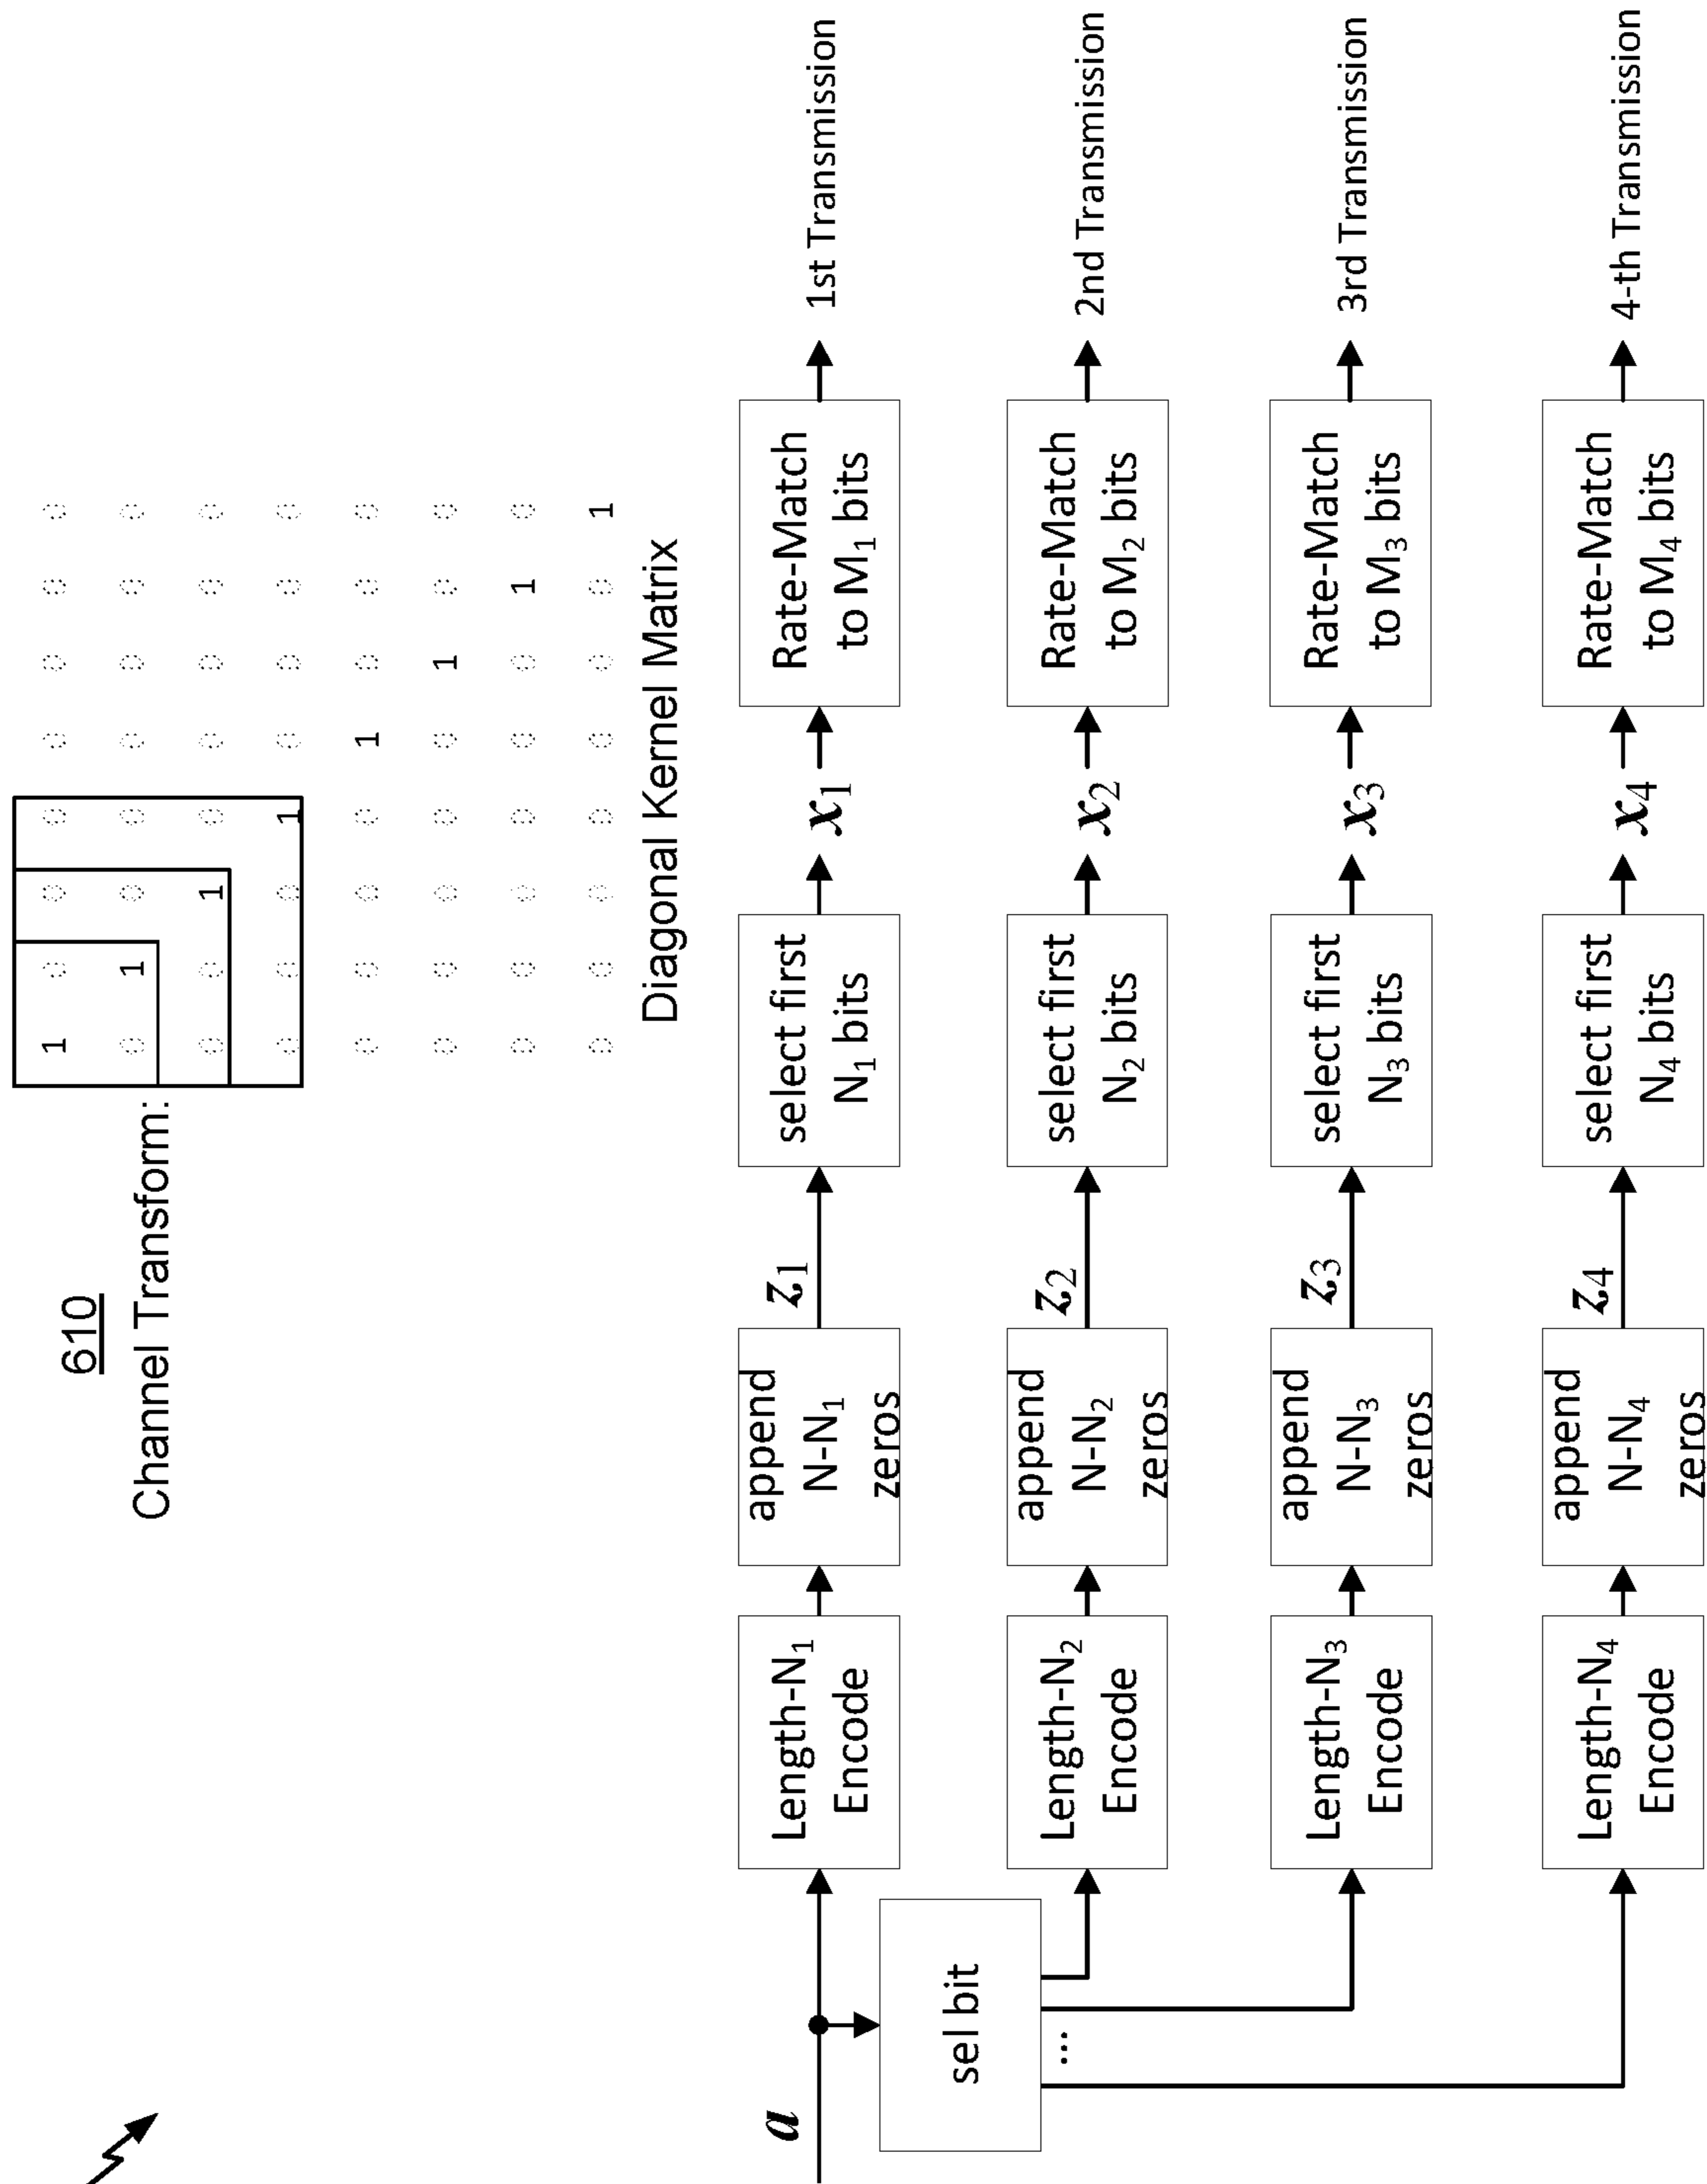 610
Channel Transform:
1 0 0 0 0 0 0 0
0 1 0 0 0 0 0 0
0 0 1 0 0 0 0 0
0 0 0 1 0 0 0 0
0 0 0 0 1 0 0 0
0 0 0 0 0 1 0 0
0 0 0 0 0 0 1 0
0 0 0 0 0 0 0 1
Diagonal Kernel Matrix
a
sel bit
...
Length-N1
Encode
append
N-N1
zeros
z1
select first
N1 bits
x1
Rate-Match
to M1 bits
1st Transmission
Length-N2
Encode
append
N-N2
zeros
z2
select first
N2 bits
x2
Rate-Match
to M2 bits
2nd Transmission
Length-N3
Encode
append
N-N3
zeros
z3
select first
N3 bits
x3
Rate-Match
to M3 bits
3rd Transmission
Length-N4
Encode
append
N-N4
zeros
z4
select first
N4 bits
x4
Rate-Match
to M4 bits
4-th Transmission